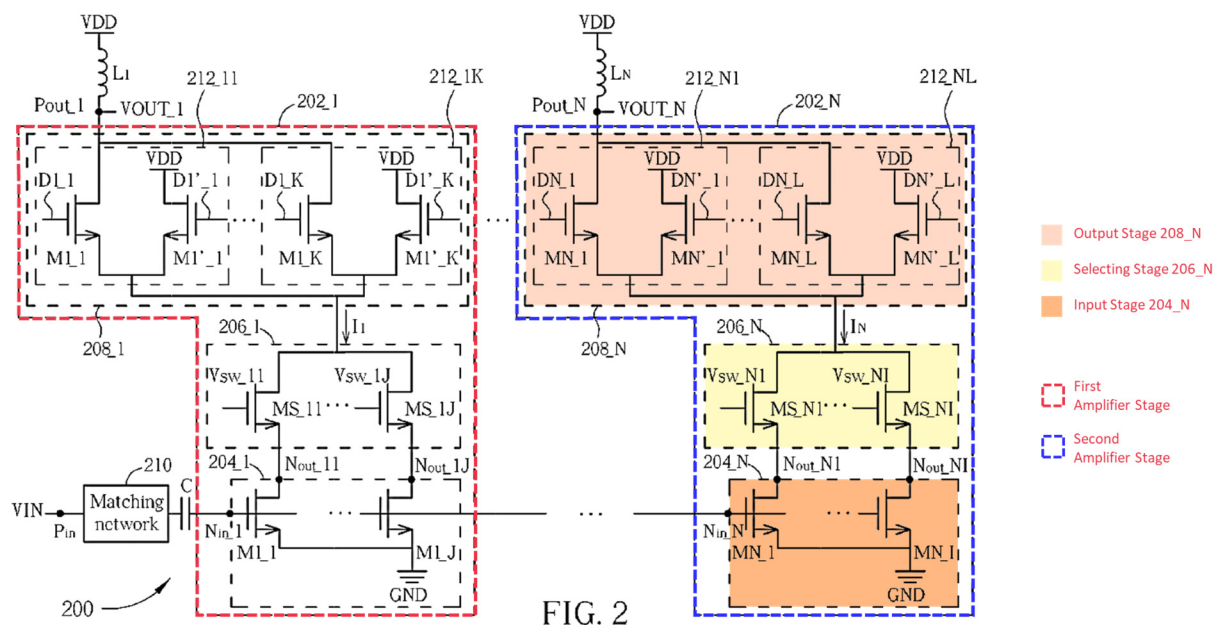 VDD
VDD
L1
LN
212_11
212_1K
212_N1
212_NL
Pout_1
VOUT_1
202_1
Pout_N
VOUT_N
202_N
VDD
VDD
VDD
VDD
D1_1
D1'_1
D1_K
D1'_K
DN_1
DN'_1
DN_L
DN'_L
... ... ... ...
M1_1
M1'_1
M1_K
M1'_K
MN_1
MN'_1
MN_L
MN'_L
208_1
206_1
I1
208_N
206_N
IN
VSW_11
VSW_1J
VSW_N1
VSW_NI
MS_11 ...
MS_1J
MS_N1...
MS_NI
210
204_1
Nout_11
Nout_1J
204_N
Nout_N1
Nout_NI
VIN
Pin
Matching
network
C
Nin_1
...
...
Nin_N
...
M1_1
M1_J
MN_1
MN_I
200
GND
GND
FIG. 2
Output Stage 208_N
Selecting Stage 206_N
Input Stage 204_N
First
Amplifier Stage
Second
Amplifier Stage